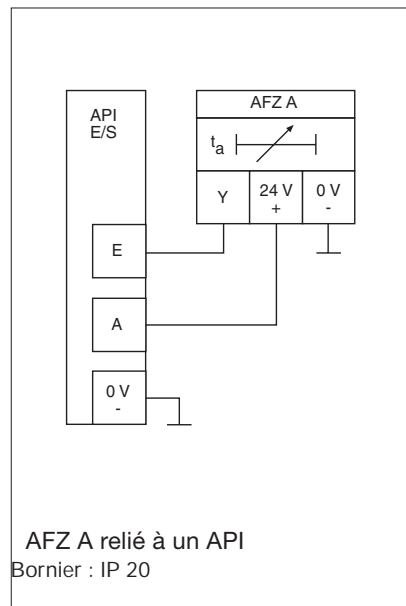 API
E/S
E
A
0 V
-
AFZ A
ta
Y
24 V
+
0 V
-
AFZ A relié à un API
Bornier : IP 20